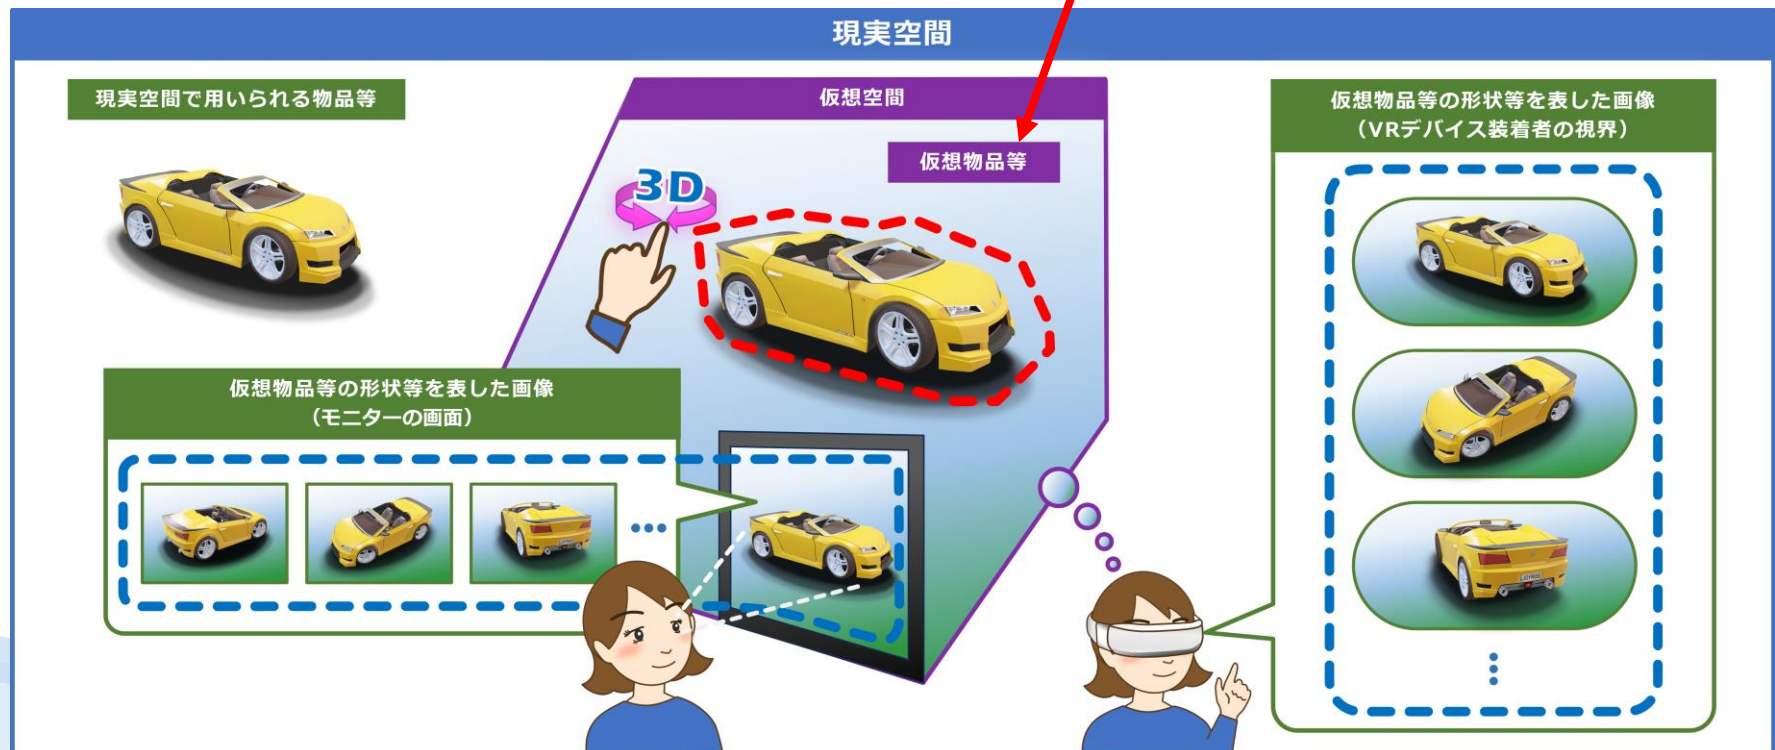 現実空間
現実空間で用いられる物品等
仮想空間
仮想物品等
3D
仮想物品等の形状等を表した画像
（モニターの画面）
仮想物品等の形状等を表した画像
（VRデバイス装着者の視界）